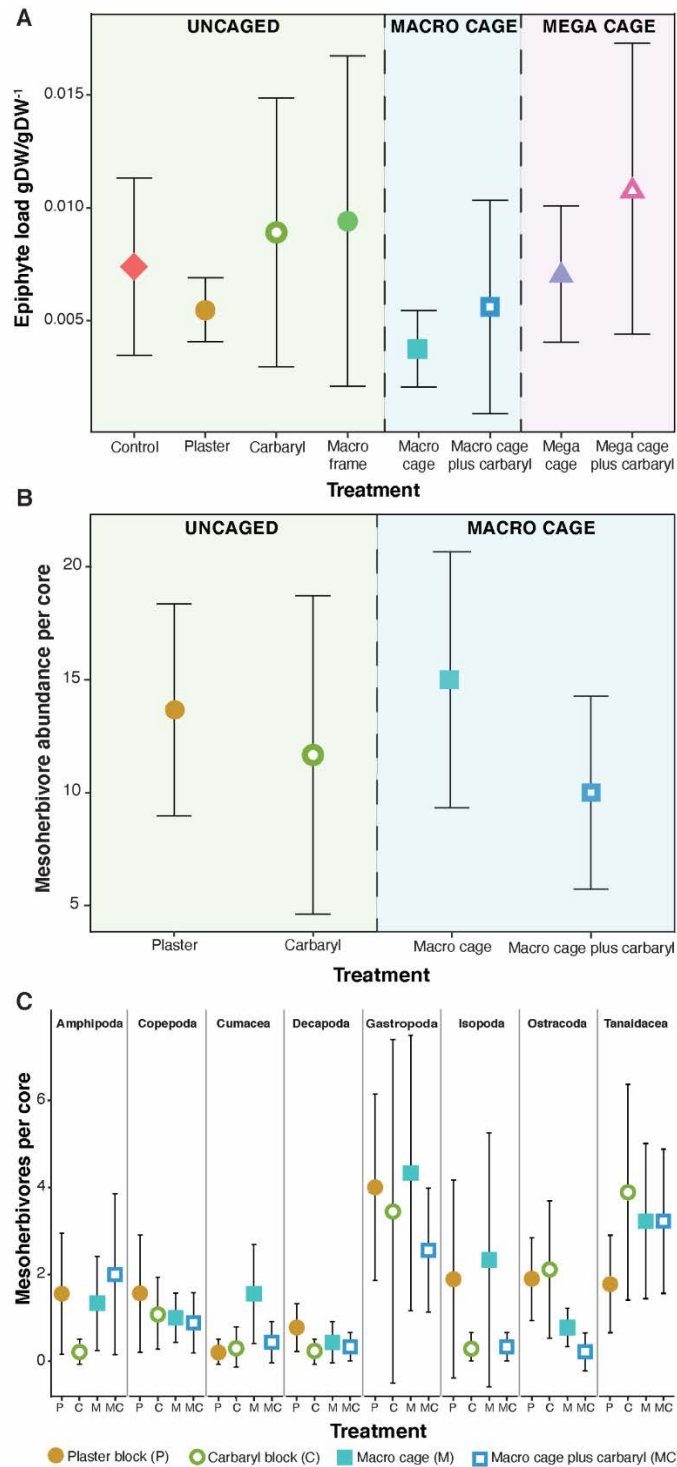 A
UNCAGED
MACRO CAGE
MEGA CAGE
Epiphyte load gDW/gDW⁻¹
0.015
0.010
0.005
Control
Plaster
Carbaryl
Macro frame
Macro cage
Macro cage plus carbaryl
Mega cage
Mega cage plus carbaryl
Treatment
B
UNCAGED
MACRO CAGE
Mesoherbivore abundance per core
20
15
10
5
Plaster
Carbaryl
Macro cage
Macro cage plus carbaryl
Treatment
C
Amphipoda Copepoda Cumacea Decapoda Gastropoda Isopoda Ostracoda Tanaidacea
Mesoherbivores per core
6
4
2
0
P C M MC P C M MC P C M MC P C M MC P C M MC P C M MC P C M MC P C M MC
Treatment
Plaster block (P) Carbaryl block (C) Macro cage (M) Macro cage plus carbaryl (MC